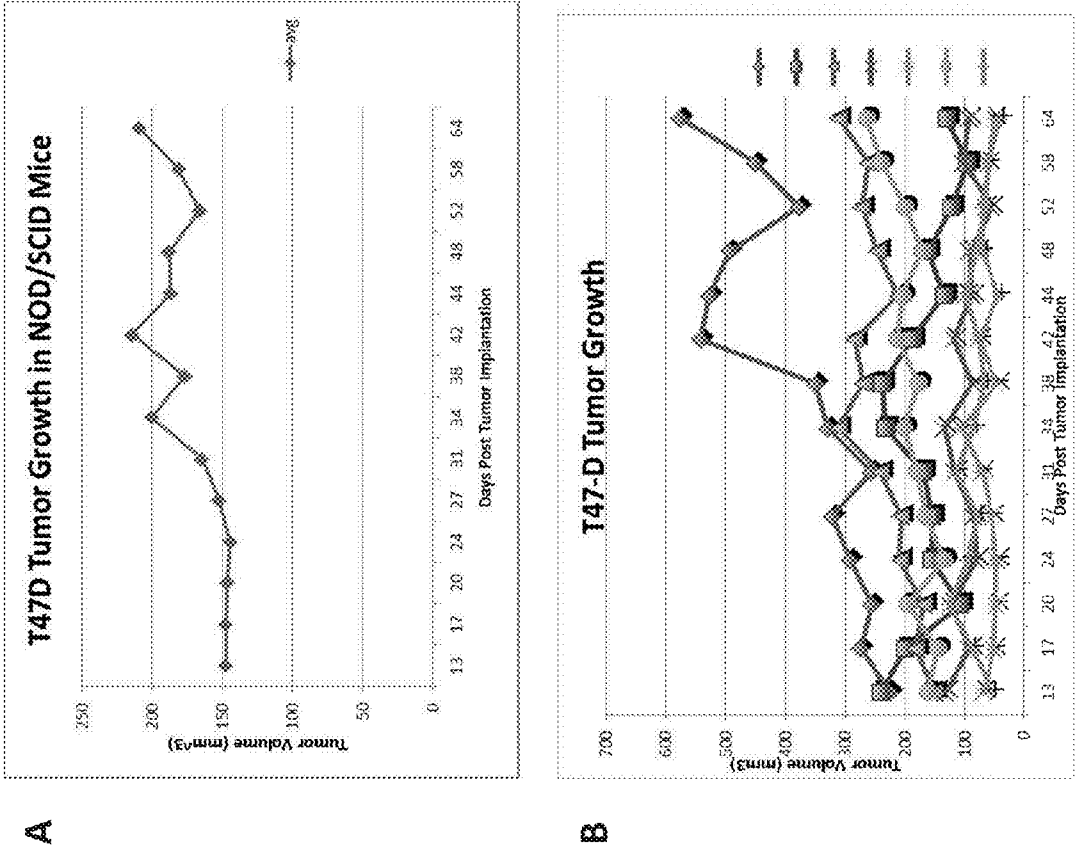 A
T47D Tumor Growth in NOD/SCID Mice
Tumor Volume (mm^3)
250
200
150
100
50
0
13 17 20 24 27 31 34 38 42 44 48 52 58 64
Days Post Tumor Implantation
B
T47-D Tumor Growth
Tumor Volume (mm3)
700
600
500
400
300
200
100
0
13 17 20 24 27 31 34 38 42 44 48 52 58 64
Days Post Tumor Implantation